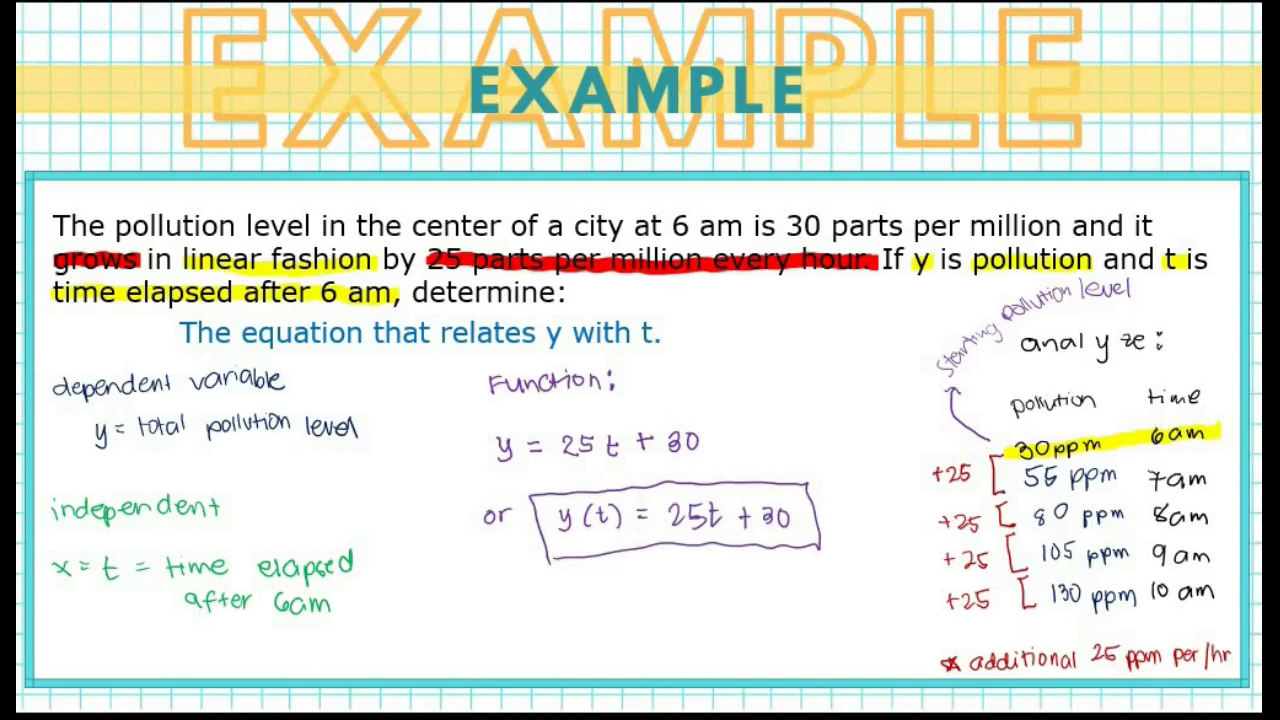 EXAMPLE
EXAMPLE
The pollution level in the center of a city at 6 am is 30 parts per million and it
grows in linear fashion by 25 parts per million every hour. If y is pollution and t is
time elapsed after 6 am, determine:
The equation that relates y with t.
dependent variable
y = total pollution level
independent
x = t = time elapsed
after 6am
Function:
y = 25t + 30
or y(t) = 25t + 30
Starting pollution level
analyze:
pollution time
30ppm 6am
+25 55 ppm 7am
+25 80 ppm 8am
+25 105 ppm 9am
+25 130 ppm 10 am
* additional 25 ppm per/hr